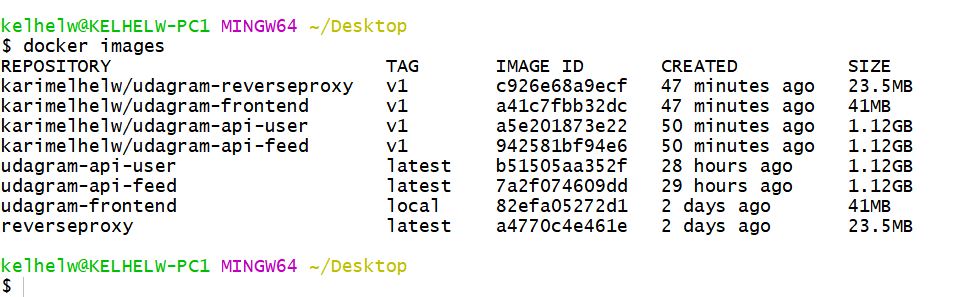 kelhelw@KELHELW-PC1 MINGW64 ~/Desktop
$ docker images
REPOSITORY TAG IMAGE ID CREATED SIZE
karimelhelw/udagram-reverseproxy v1 c926e68a9ecf 47 minutes ago 23.5MB
karimelhelw/udagram-frontend v1 a41c7fbb32dc 47 minutes ago 41MB
karimelhelw/udagram-api-user v1 a5e201873e22 50 minutes ago 1.12GB
karimelhelw/udagram-api-feed v1 942581bf94e6 50 minutes ago 1.12GB
udagram-api-user latest b51505aa352f 28 hours ago 1.12GB
udagram-api-feed latest 7a2f074609dd 29 hours ago 1.12GB
udagram-frontend local 82efa05272d1 2 days ago 41MB
reverseproxy latest a4770c4e461e 2 days ago 23.5MB
kelhelw@KELHELW-PC1 MINGW64 ~/Desktop
$